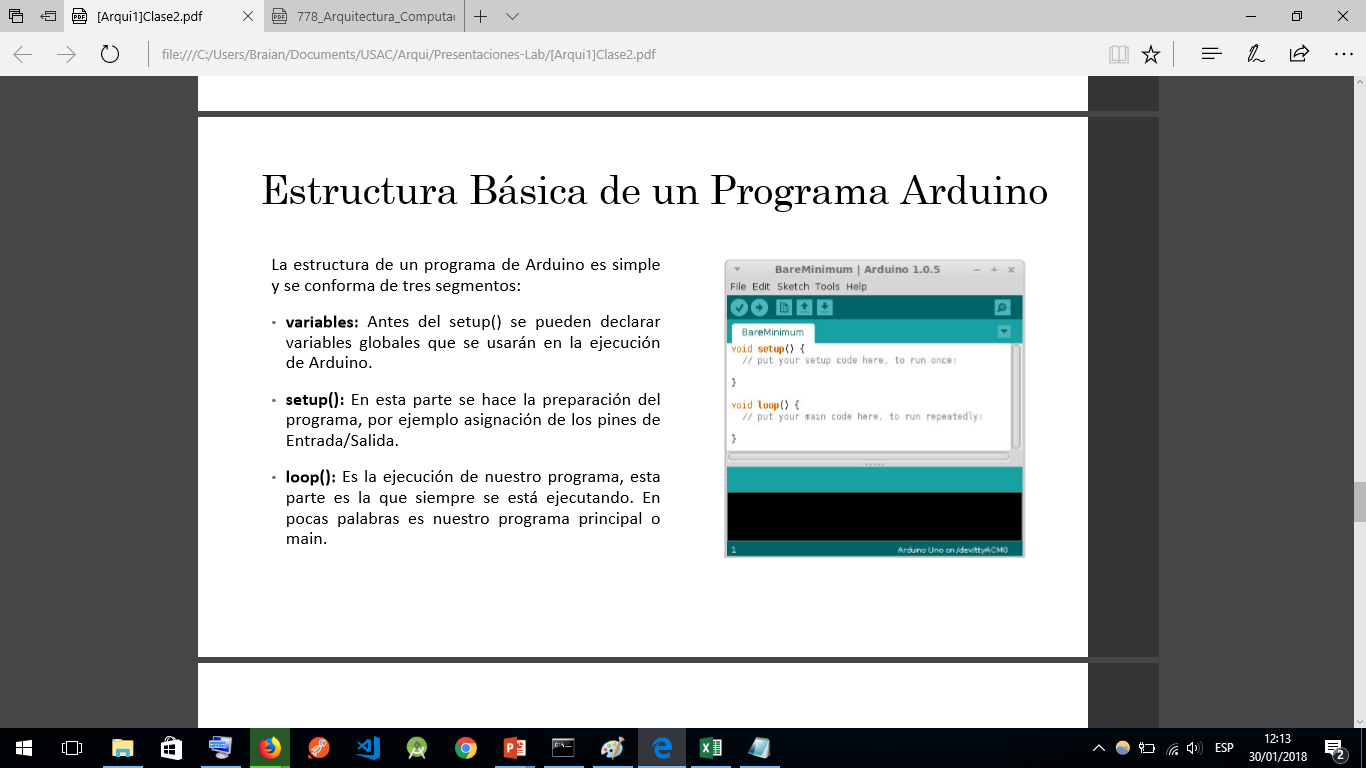 [Arqui1]Clase2.pdf
778_Arquitectura_Computac
file:///C:/Users/Braian/Documents/USAC/Arqui/Presentaciones-Lab/[Arqui1]Clase2.pdf
Estructura Básica de un Programa Arduino
La estructura de un programa de Arduino es simple
y se conforma de tres segmentos:
• variables: Antes del setup() se pueden declarar
variables globales que se usarán en la ejecución
de Arduino.
• setup(): En esta parte se hace la preparación del
programa, por ejemplo asignación de los pines de
Entrada/Salida.
• loop(): Es la ejecución de nuestro programa, esta
parte es la que siempre se está ejecutando. En
pocas palabras es nuestro programa principal o
main.
BareMinimum | Arduino 1.0.5
File Edit Sketch Tools Help
BareMinimum
void setup() {
// put your setup code here, to run once:
}
void loop() {
// put your main code here, to run repeatedly:
}
1
Arduino Uno on /dev/ttyACM0
ESP
12:13
30/01/2018
2